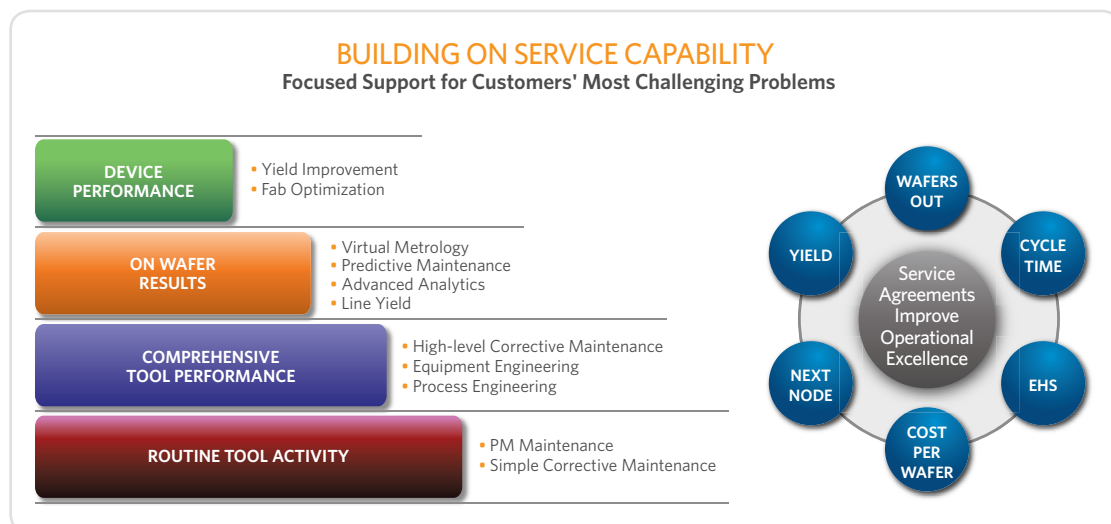 BUILDING ON SERVICE CAPABILITY
Focused Support for Customers' Most Challenging Problems
DEVICE
PERFORMANCE
• Yield Improvement
• Fab Optimization
ON WAFER
RESULTS
• Virtual Metrology
• Predictive Maintenance
• Advanced Analytics
• Line Yield
COMPREHENSIVE
TOOL PERFORMANCE
• High-level Corrective Maintenance
• Equipment Engineering
• Process Engineering
ROUTINE TOOL ACTIVITY
• PM Maintenance
• Simple Corrective Maintenance
WAFERS
OUT
CYCLE
TIME
EHS
COST
PER
WAFER
NEXT
NODE
YIELD
Service
Agreements
Improve
Operational
Excellence